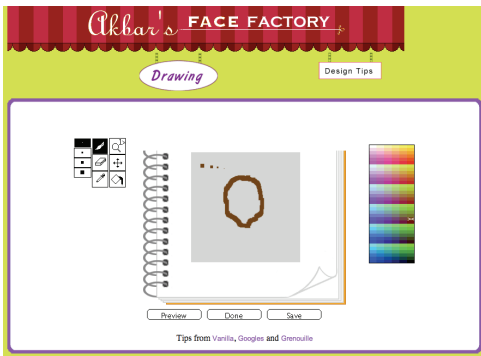 Akbar's FACE FACTORY
Drawing
Design Tips
Preview Done Save
Tips from Vanilla, Googles and Grenouille